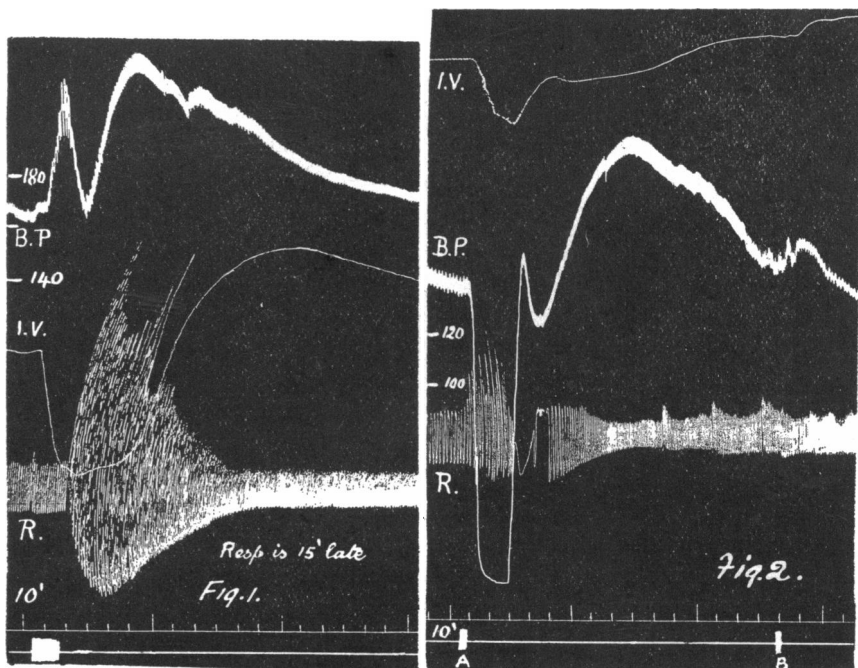 180
B.P
140
I.V.
R.
Resp is 15' late
10'
Fig.1.
I.V.
B.P.
120
100
R.
Fig.2.
10'
A
B